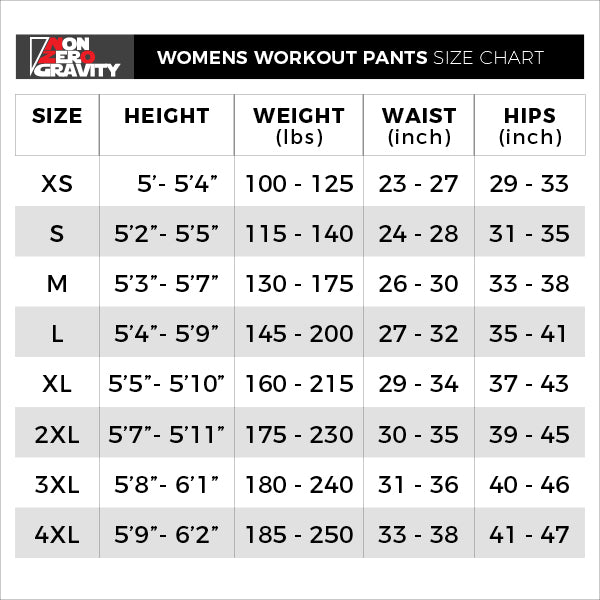 NON ZERO GRAVITY WOMENS WORKOUT PANTS SIZE CHART
SIZE HEIGHT WEIGHT (lbs) WAIST (inch) HIPS (inch)
XS 5’- 5’4” 100 - 125 23 - 27 29 - 33
S 5’2”- 5’5” 115 - 140 24 - 28 31 - 35
M 5’3”- 5’7” 130 - 175 26 - 30 33 - 38
L 5’4”- 5’9” 145 - 200 27 - 32 35 - 41
XL 5’5”- 5’10” 160 - 215 29 - 34 37 - 43
2XL 5’7”- 5’11” 175 - 230 30 - 35 39 - 45
3XL 5’8”- 6’1” 180 - 240 31 - 36 40 - 46
4XL 5’9”- 6’2” 185 - 250 33 - 38 41 - 47